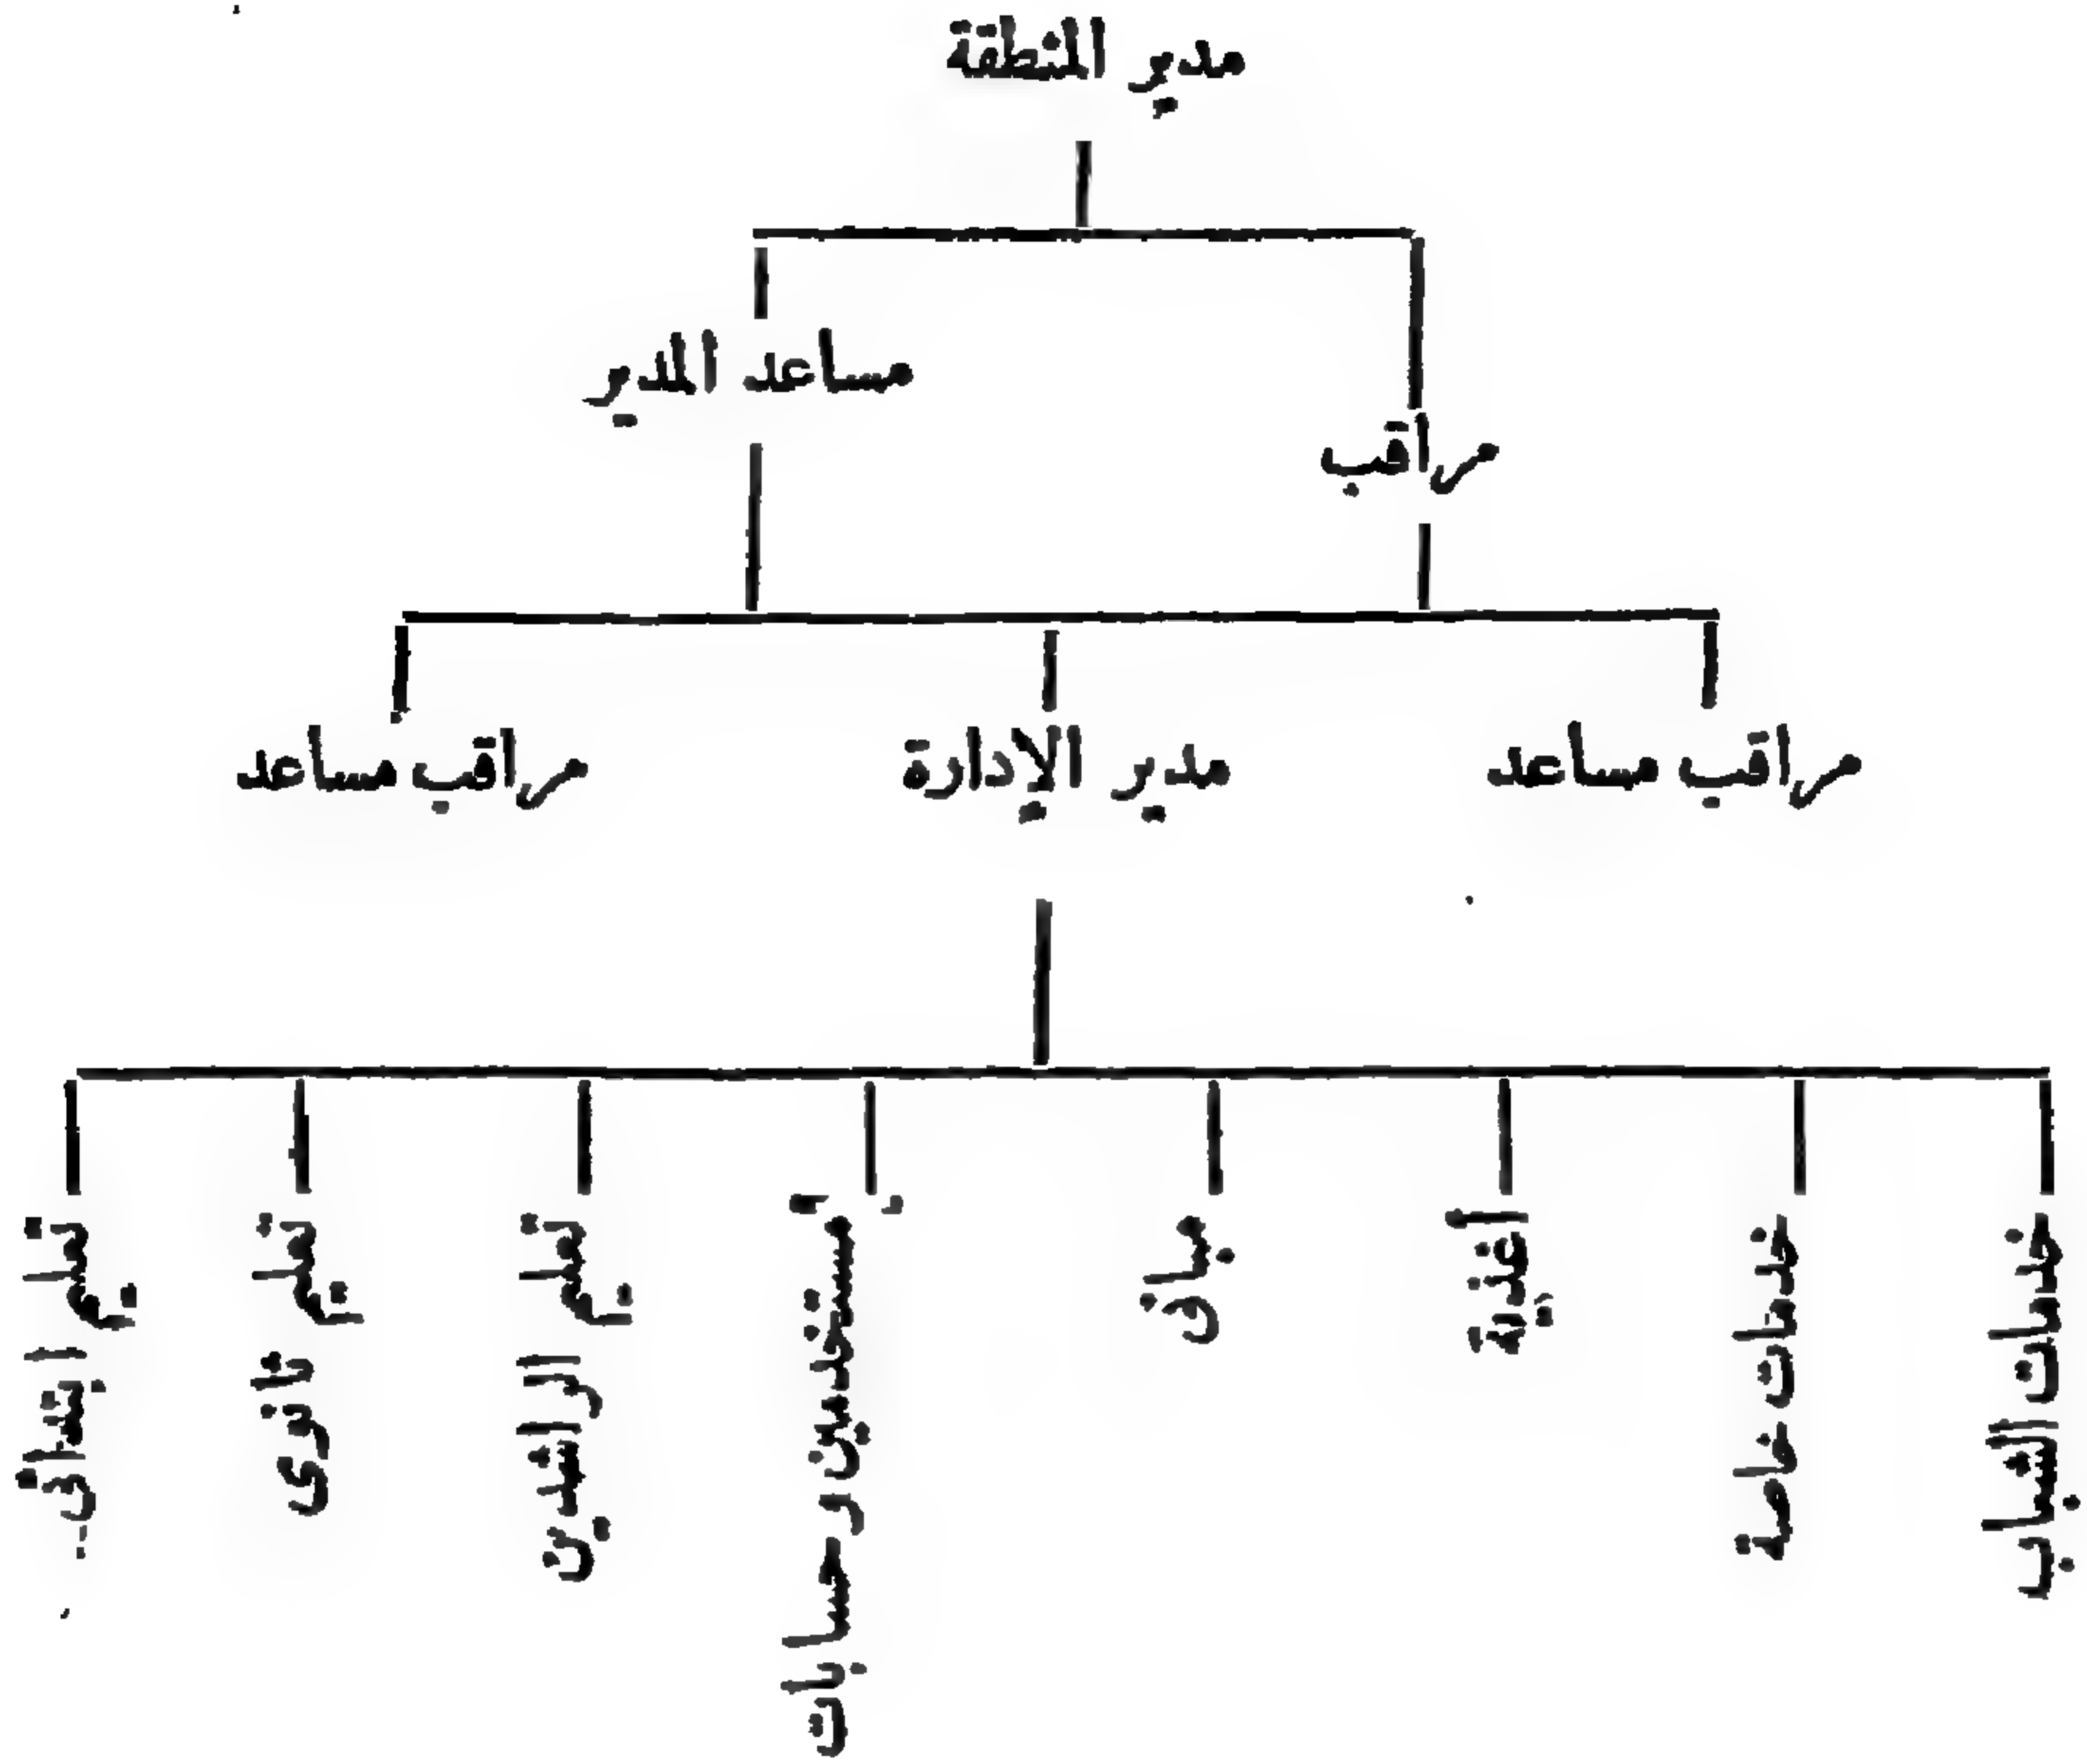 مدير المنطقة
مساعد المدير
مراقب
مراقب مساعد
مدير الإدارة
مراقب مساعد
خدمات الشباب
خدمات خاصة
أغذية
مباني
مستخدمين وحسابات
تعليم الراشدين
تعليم ثانوي
تعليم ابتدائي